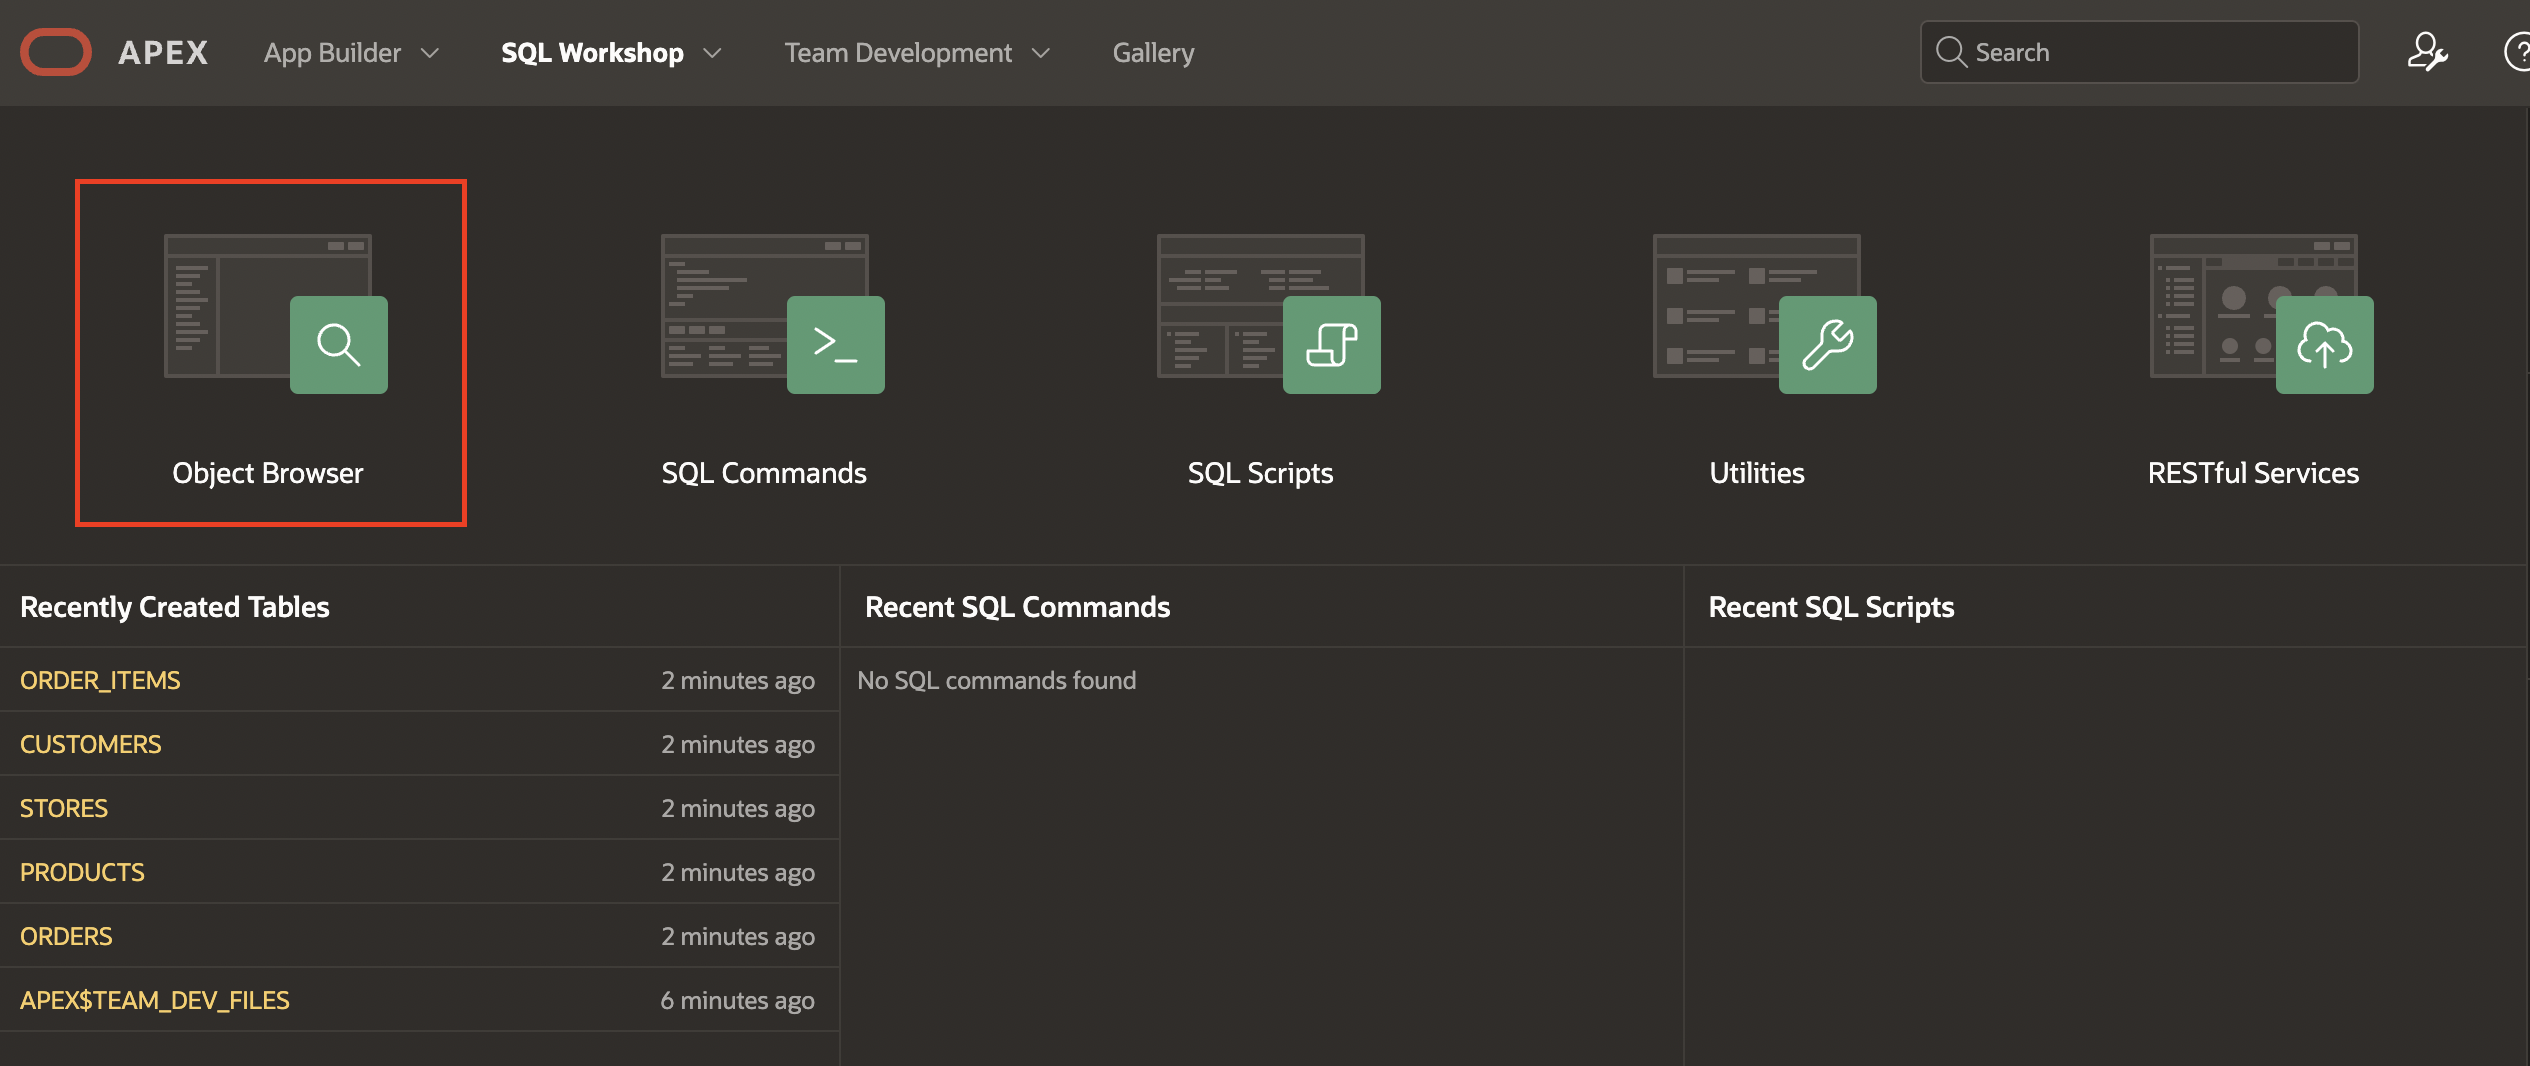 APEX App Builder SQL Workshop Team Development Gallery Search ?
Object Browser SQL Commands SQL Scripts Utilities RESTful Services
Recently Created Tables Recent SQL Commands Recent SQL Scripts
ORDER_ITEMS 2 minutes ago No SQL commands found
CUSTOMERS 2 minutes ago
STORES 2 minutes ago
PRODUCTS 2 minutes ago
ORDERS 2 minutes ago
APEX$TEAM_DEV_FILES 6 minutes ago